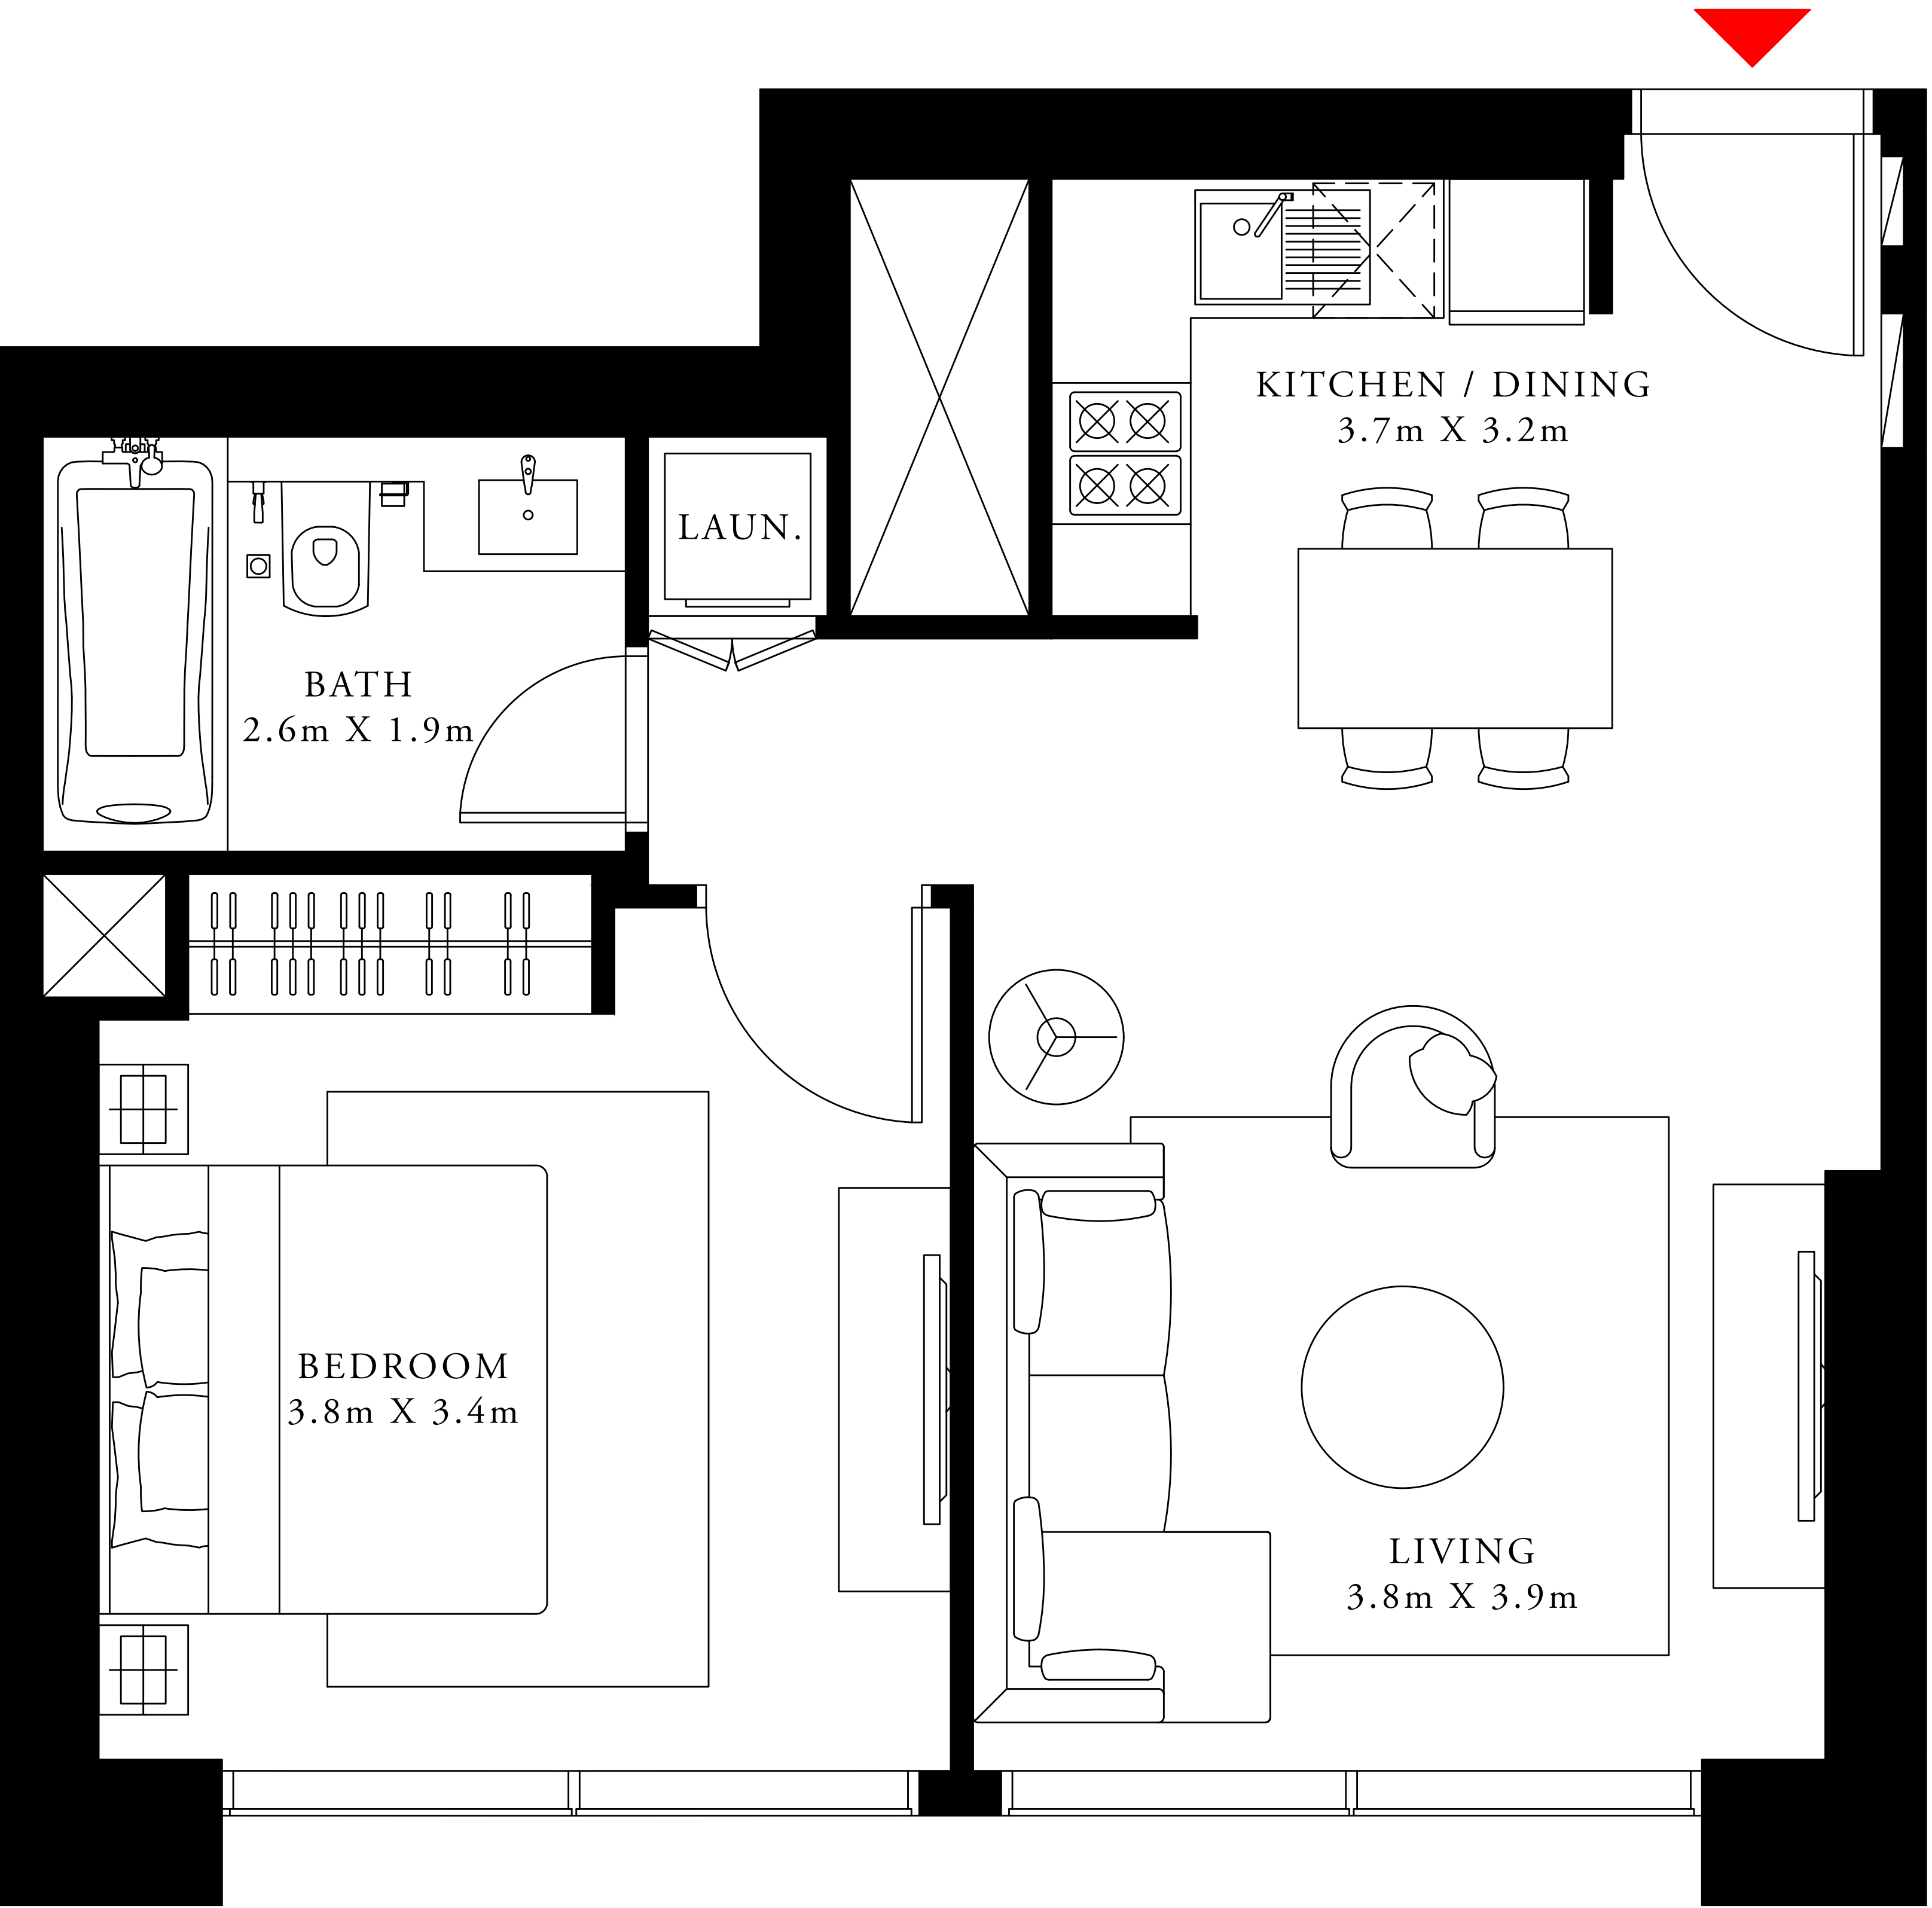 KITCHEN / DINING
3.7m X 3.2m
LAUN.
BATH
2.6m X 1.9m
BEDROOM
3.8m X 3.4m
LIVING
3.8m X 3.9m